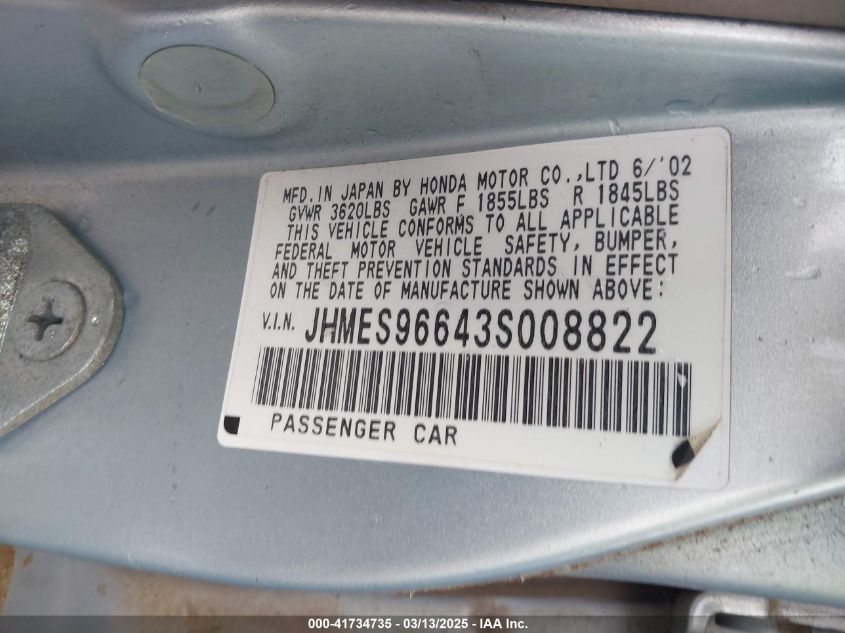 MFD. IN JAPAN BY HONDA MOTOR CO.,LTD 6/'02
GVWR 3620LBS GAWR F 1855LBS R 1845LBS
THIS VEHICLE CONFORMS TO ALL APPLICABLE
FEDERAL MOTOR VEHICLE SAFETY, BUMPER,
AND THEFT PREVENTION STANDARDS IN EFFECT
ON THE DATE OF MANUFACTURE SHOWN ABOVE:
V.I.N. JHMES96643S008822
PASSENGER CAR
000-41734735 - 03/13/2025 - IAA Inc.